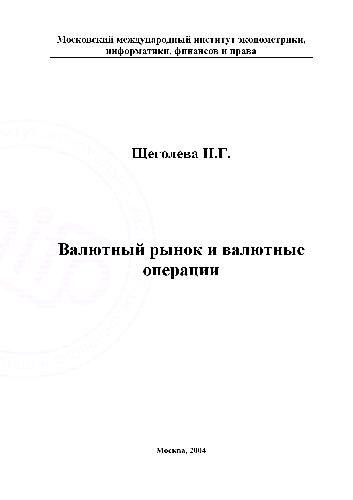 Московский международный институт эконометрики,
информатики, финансов и права
Щеголева Н.Г.
Валютный рынок и валютные
операции
Москва, 2004